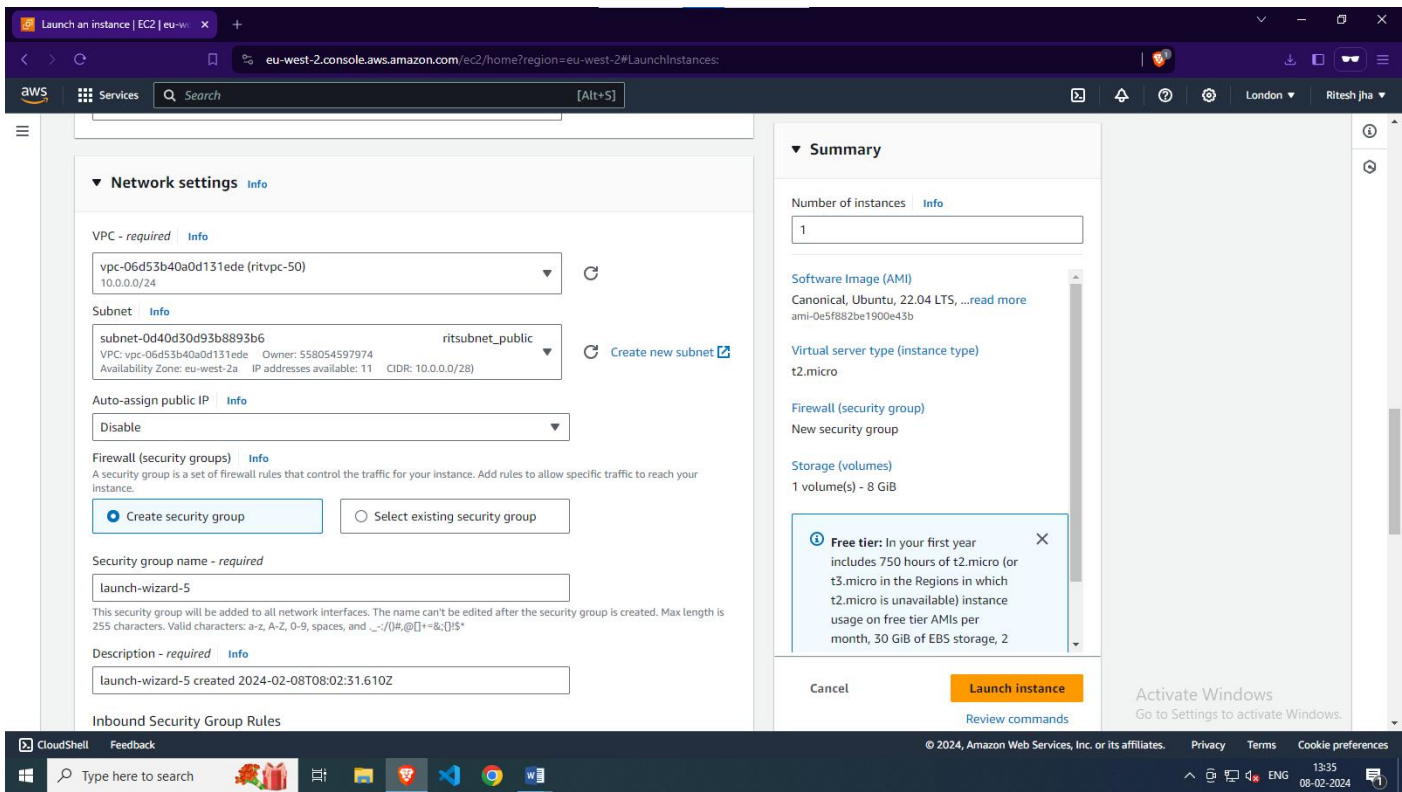 Launch an instance | EC2 | eu-we
eu-west-2.console.aws.amazon.com/ec2/home?region=eu-west-2#LaunchInstances:
1
aws
Services
Search
[Alt+S]
London
Ritesh jha
Network settings Info
VPC - required Info
vpc-06d53b40a0d131ede (ritvpc-50)
10.0.0.0/24
Subnet Info
subnet-0d40d30d93b8893b6 ritsubnet_public
VPC: vpc-06d53b40a0d131ede Owner: 558054597974
Availability Zone: eu-west-2a IP addresses available: 11 CIDR: 10.0.0.0/28)
Create new subnet
Auto-assign public IP Info
Disable
Firewall (security groups) Info
A security group is a set of firewall rules that control the traffic for your instance. Add rules to allow specific traffic to reach your
instance.
Create security group
Select existing security group
Security group name - required
launch-wizard-5
This security group will be added to all network interfaces. The name can't be edited after the security group is created. Max length is
255 characters. Valid characters: a-z, A-Z, 0-9, spaces, and ._-:/()#,@[]+=&;{}!$*
Description - required Info
launch-wizard-5 created 2024-02-08T08:02:31.610Z
Inbound Security Group Rules
Summary
Number of instances Info
1
Software Image (AMI)
Canonical, Ubuntu, 22.04 LTS, ...read more
ami-0e5f882be1900e43b
Virtual server type (instance type)
t2.micro
Firewall (security group)
New security group
Storage (volumes)
1 volume(s) - 8 GiB
Free tier: In your first year
includes 750 hours of t2.micro (or
t3.micro in the Regions in which
t2.micro is unavailable) instance
usage on free tier AMIs per
month, 30 GiB of EBS storage, 2
Cancel
Launch instance
Review commands
Activate Windows
Go to Settings to activate Windows.
CloudShell
Feedback
© 2024, Amazon Web Services, Inc. or its affiliates.
Privacy
Terms
Cookie preferences
Type here to search
ENG
13:35
08-02-2024
1